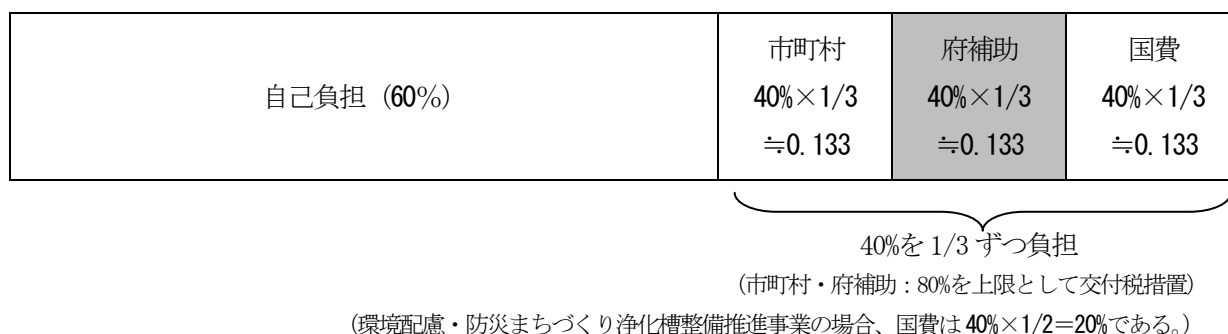 自己負担（60％）
市町村
40%×1/3
≒0.133
府補助
40%×1/3
≒0.133
国費
40%×1/3
≒0.133
40%を1/3ずつ負担
（市町村・府補助：80%を上限として交付税措置）
（環境配慮・防災まちづくり浄化槽整備推進事業の場合、国費は40%×1/2＝20%である。）